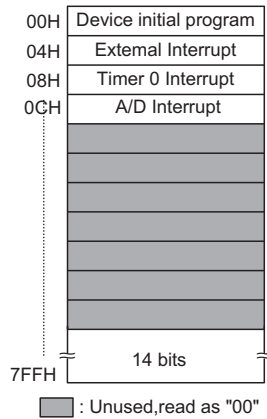 00H Device initial program
04H External Interrupt
08H Timer 0 Interrupt
0CH A/D Interrupt
14 bits
7FFH
: Unused,read as "00"